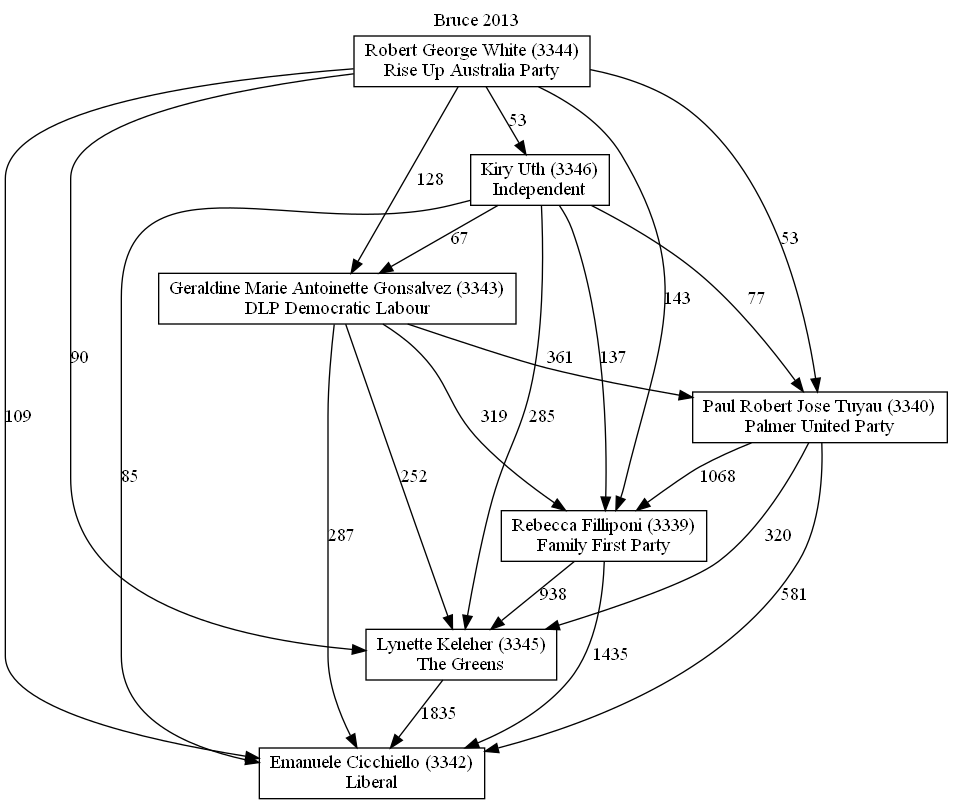 Bruce 2013
Robert George White (3344)
Rise Up Australia Party
53
Kiry Uth (3346)
Independent
128
67
53
Geraldine Marie Antoinette Gonsalvez (3343)
DLP Democratic Labour
143
77
90
361
137
Paul Robert Jose Tuyau (3340)
Palmer United Party
109
319
285
85
252
1068
Rebecca Filliponi (3339)
Family First Party
287
320
938
581
Lynette Keleher (3345)
The Greens
1435
1835
Emanuele Cicchiello (3342)
Liberal